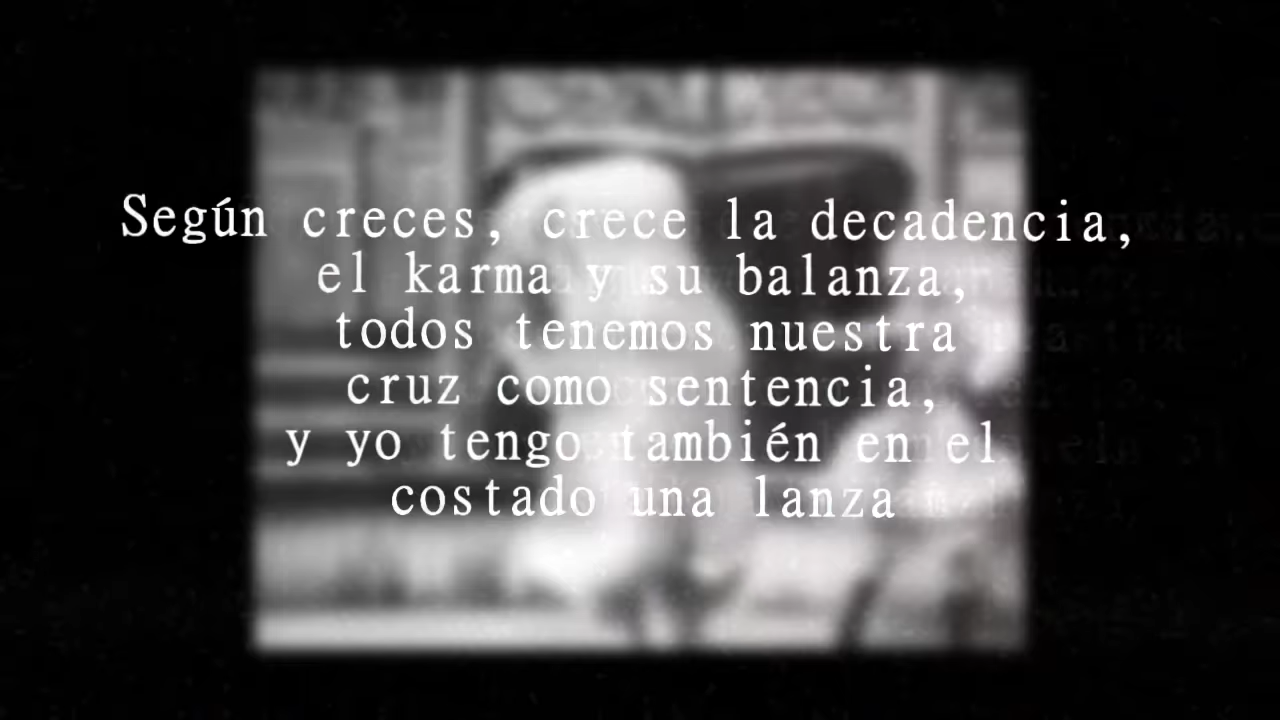 Según creces, crece la decadencia,
el karma y su balanza,
todos tenemos nuestra
cruz como sentencia,
y yo tengo también en el
costado una lanza